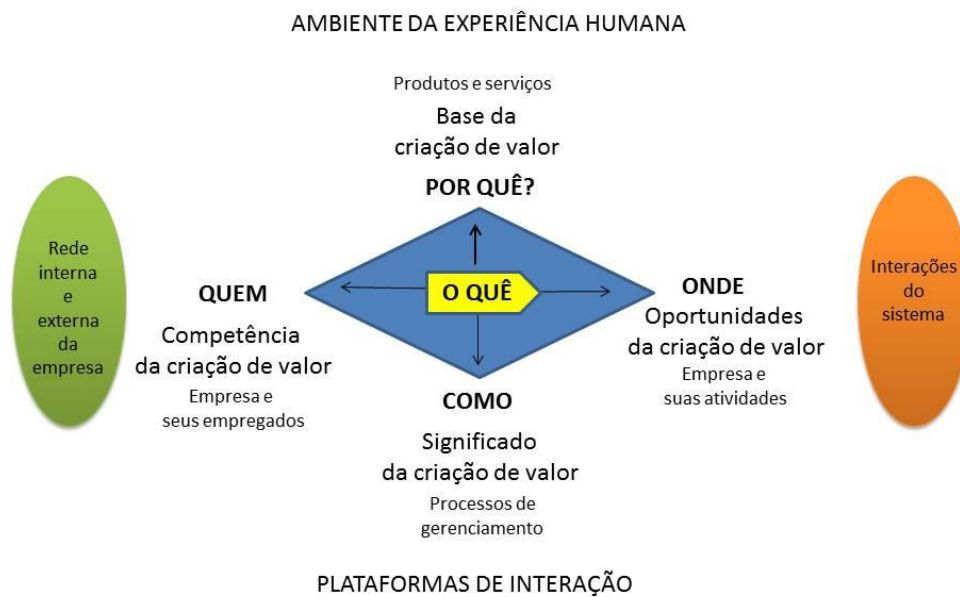 AMBIENTE DA EXPERIÊNCIA HUMANA
Produtos e serviços
Base da
criação de valor
POR QUÊ?
Rede
interna
e
externa
da
empresa
QUEM
Competência
da criação de valor
Empresa e
seus empregados
O QUÊ
ONDE
Oportunidades
da criação de valor
Empresa e
suas atividades
Interações
do
sistema
COMO
Significado
da criação de valor
Processos de
gerenciamento
PLATAFORMAS DE INTERAÇÃO